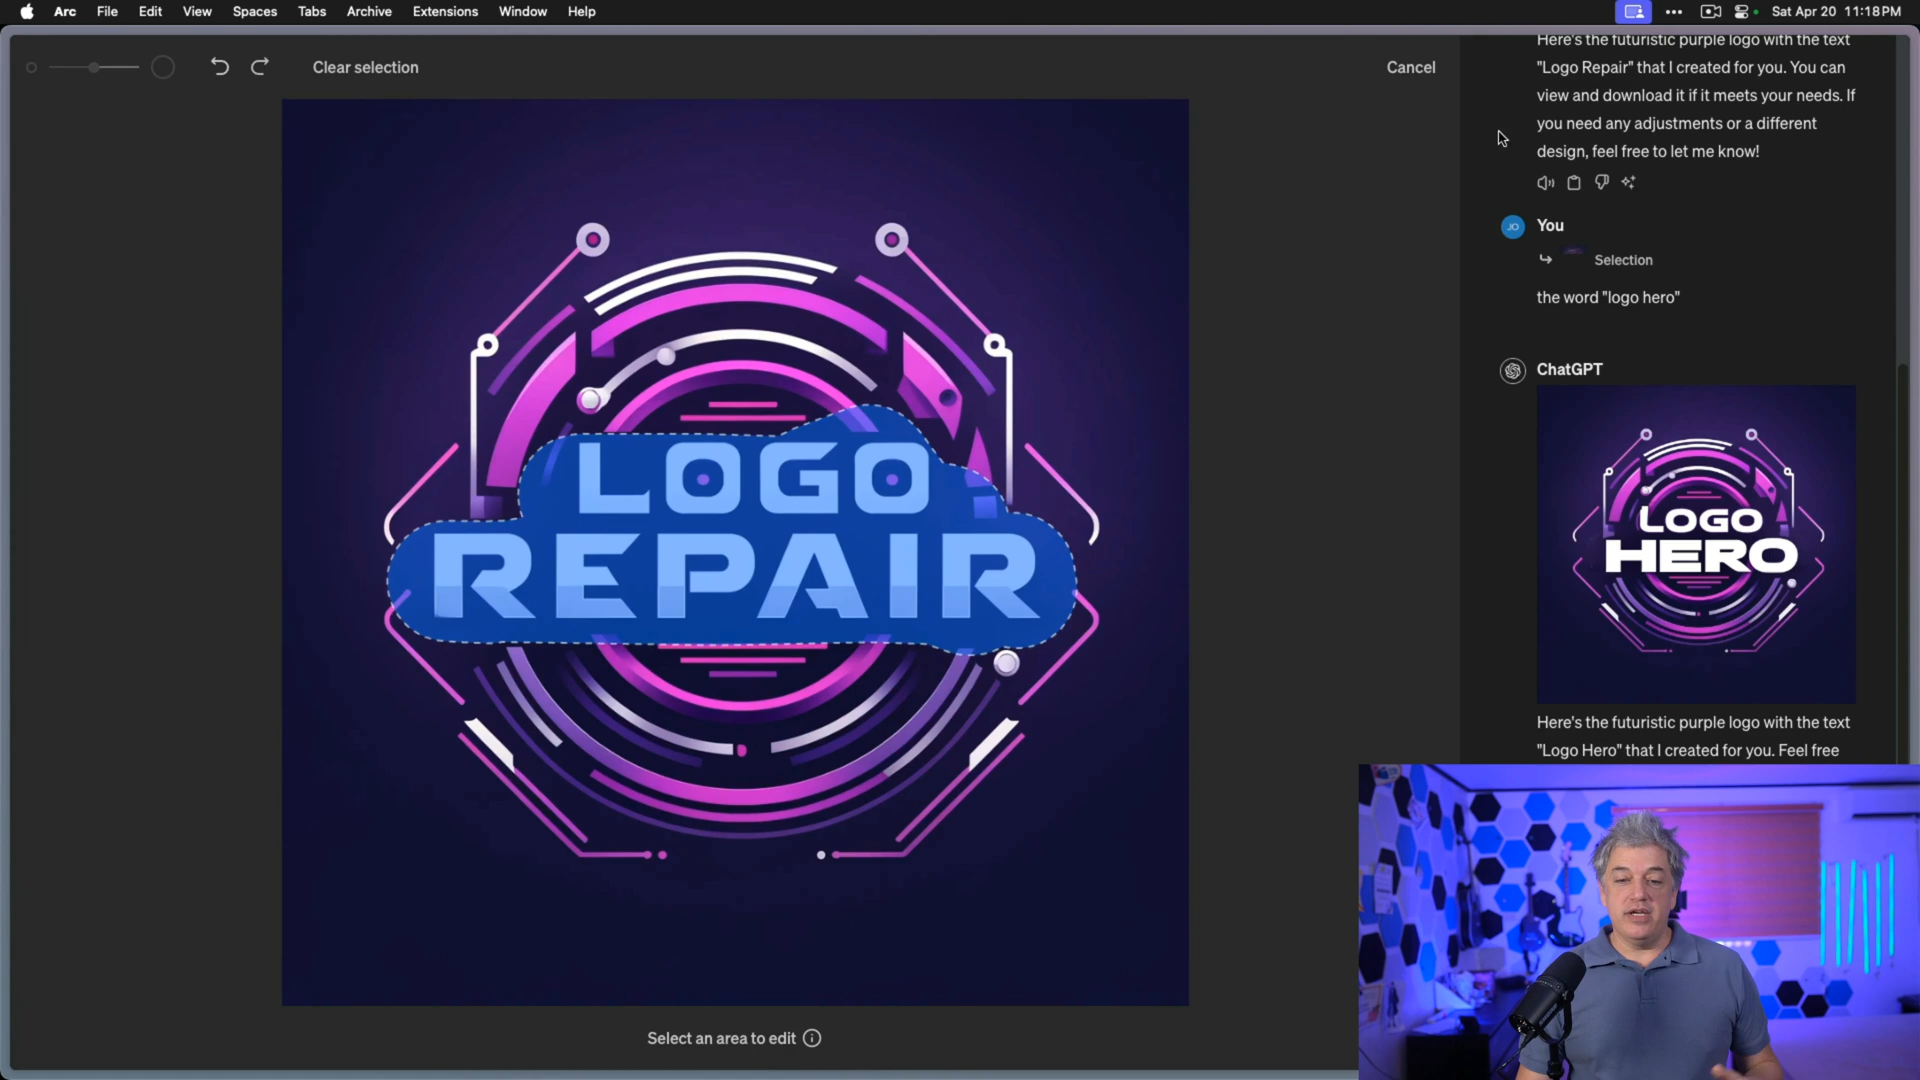 Arc File Edit View Spaces Tabs Archive Extensions Window Help
Sat Apr 20 11:18PM
Clear selection
Cancel
LOGO
REPAIR
Select an area to edit
Here's the futuristic purple logo with the text
"Logo Repair" that I created for you. You can
view and download it if it meets your needs. If
you need any adjustments or a different
design, feel free to let me know!
JO
You
Selection
the word "logo hero"
ChatGPT
LOGO
HERO
Here's the futuristic purple logo with the text
"Logo Hero" that I created for you. Feel free